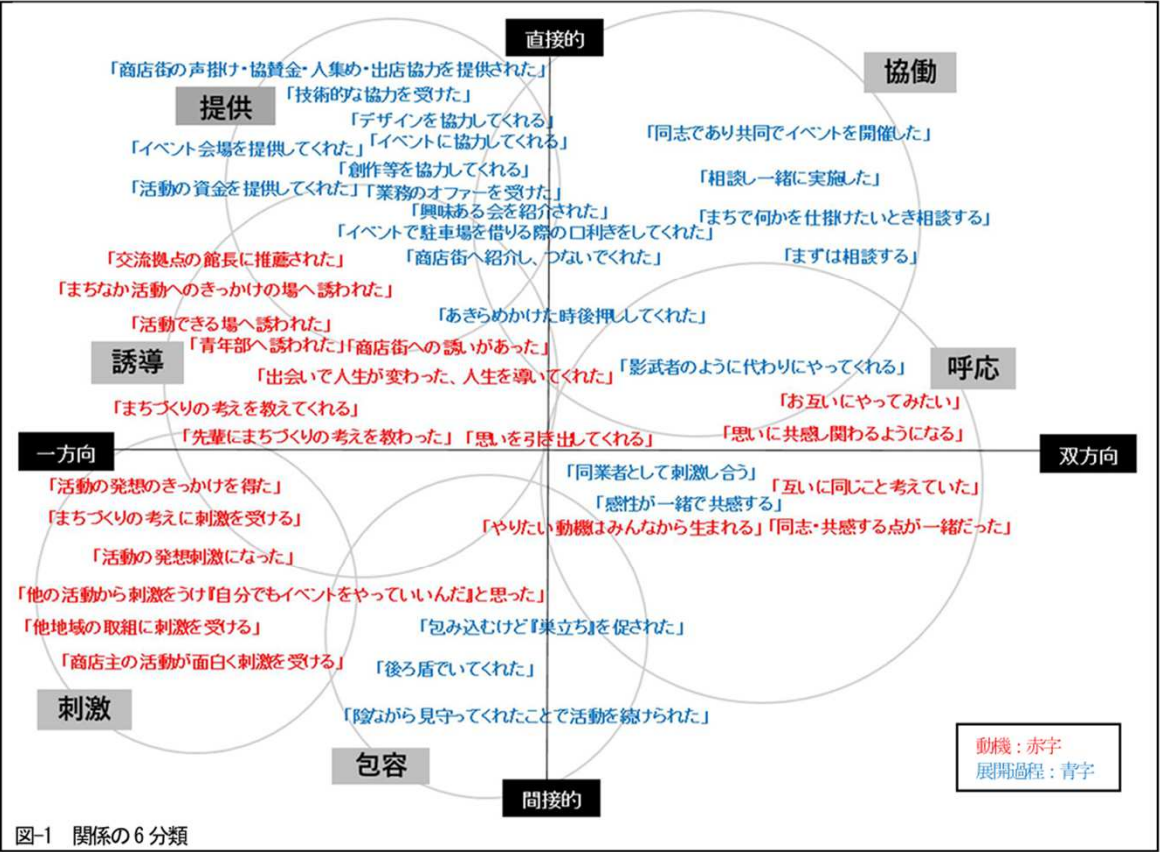 直接的
協働
「商店街の声掛け・協賛金・人集め・出店協力を提供された」
提供
「技術的な協力を受けた」
「デザインを協力してくれる」
「同志であり共同でイベントを開催した」
「イベント会場を提供してくれた」
「イベントに協力してくれる」
「創作等を協力してくれる」
「相談し一緒に実施した」
「活動の資金を提供してくれた」
「業務のオファーを受けた」
「興味ある会を紹介された」
「まちで何かを仕掛けたいとき相談する」
「イベントで駐車場を借りる際の口利きをしてくれた」
「交流拠点の館長に推薦された」
「商店街へ紹介し、つないでくれた」
「まずは相談する」
「まちなか活動へのきっかけの場へ誘われた」
「あきらめかけた時後押ししてくれた」
「活動できる場へ誘われた」
「青年部へ誘われた」
「商店街への誘いがあった」
誘導
「影武者のように代わりにやってくれる」
呼応
「出会いで人生が変わった、人生を導いてくれた」
「お互いにやってみたい」
「まちづくりの考えを教えてくれる」
「先輩にまちづくりの考えを教わった」
「思いを引き出してくれる」
「思いに共感し関わるようになる」
一方向
双方向
「同業者として刺激し合う」
「活動の発想のきっかけを得た」
「互いに同じこと考えていた」
「感性が一緒で共感する」
「まちづくりの考えに刺激を受ける」
「やりたい動機はみんなから生まれる」
「同志・共感する点が一緒だった」
「活動の発想刺激になった」
「他の活動から刺激をうけ『自分でもイベントをやっていいんだ』と思った」
「他地域の取組に刺激を受ける」
「包み込むけど『巣立ち』を促された」
「商店主の活動が面白く刺激を受ける」
「後ろ盾でいてくれた」
刺激
「陰ながら見守ってくれたことで活動を続けられた」
包容
動機：赤字
展開過程：青字
間接的
図-1 関係の6分類